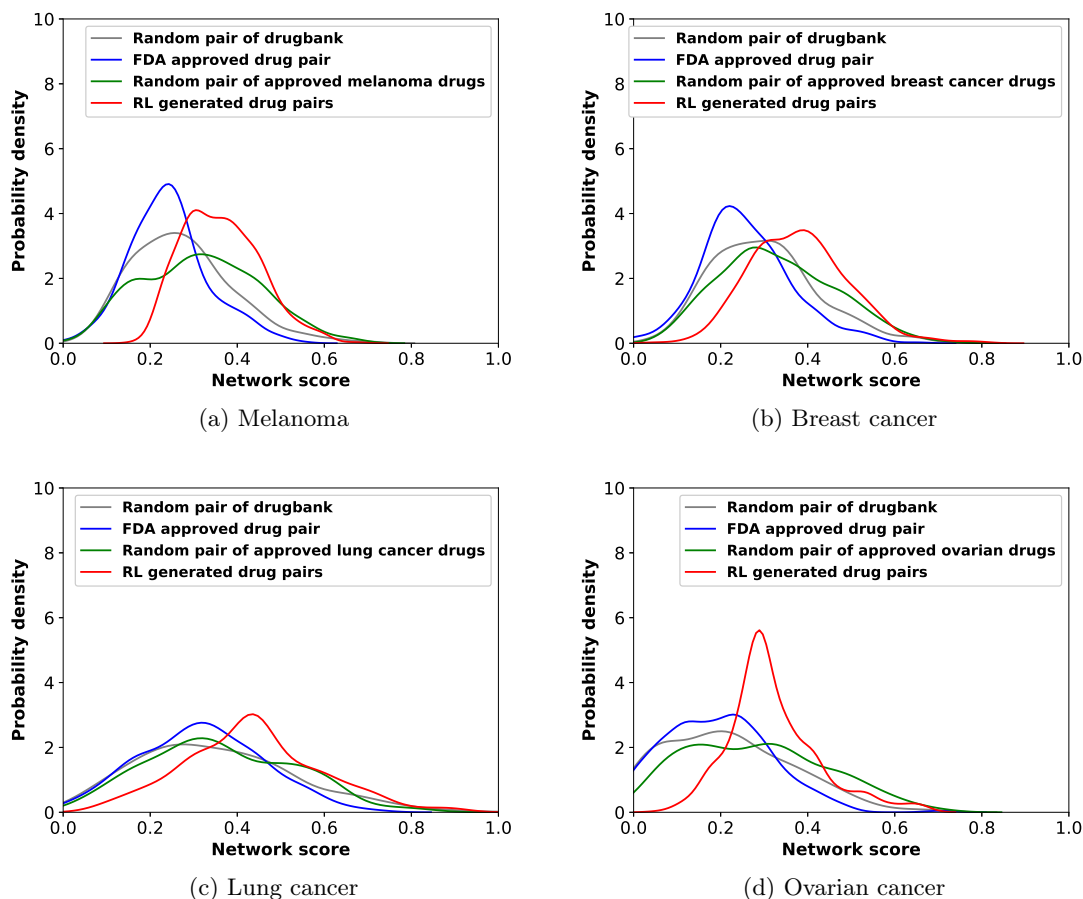 10
8
6
4
2
0
Probability density
Random pair of drugbank
FDA approved drug pair
Random pair of approved melanoma drugs
RL generated drug pairs
0.0 0.2 0.4 0.6 0.8 1.0
Network score
(a) Melanoma
10
8
6
4
2
0
Probability density
Random pair of drugbank
FDA approved drug pair
Random pair of approved breast cancer drugs
RL generated drug pairs
0.0 0.2 0.4 0.6 0.8 1.0
Network score
(b) Breast cancer
10
8
6
4
2
0
Probability density
Random pair of drugbank
FDA approved drug pair
Random pair of approved lung cancer drugs
RL generated drug pairs
0.0 0.2 0.4 0.6 0.8 1.0
Network score
(c) Lung cancer
10
8
6
4
2
0
Probability density
Random pair of drugbank
FDA approved drug pair
Random pair of approved ovarian drugs
RL generated drug pairs
0.0 0.2 0.4 0.6 0.8 1.0
Network score
(d) Ovarian cancer